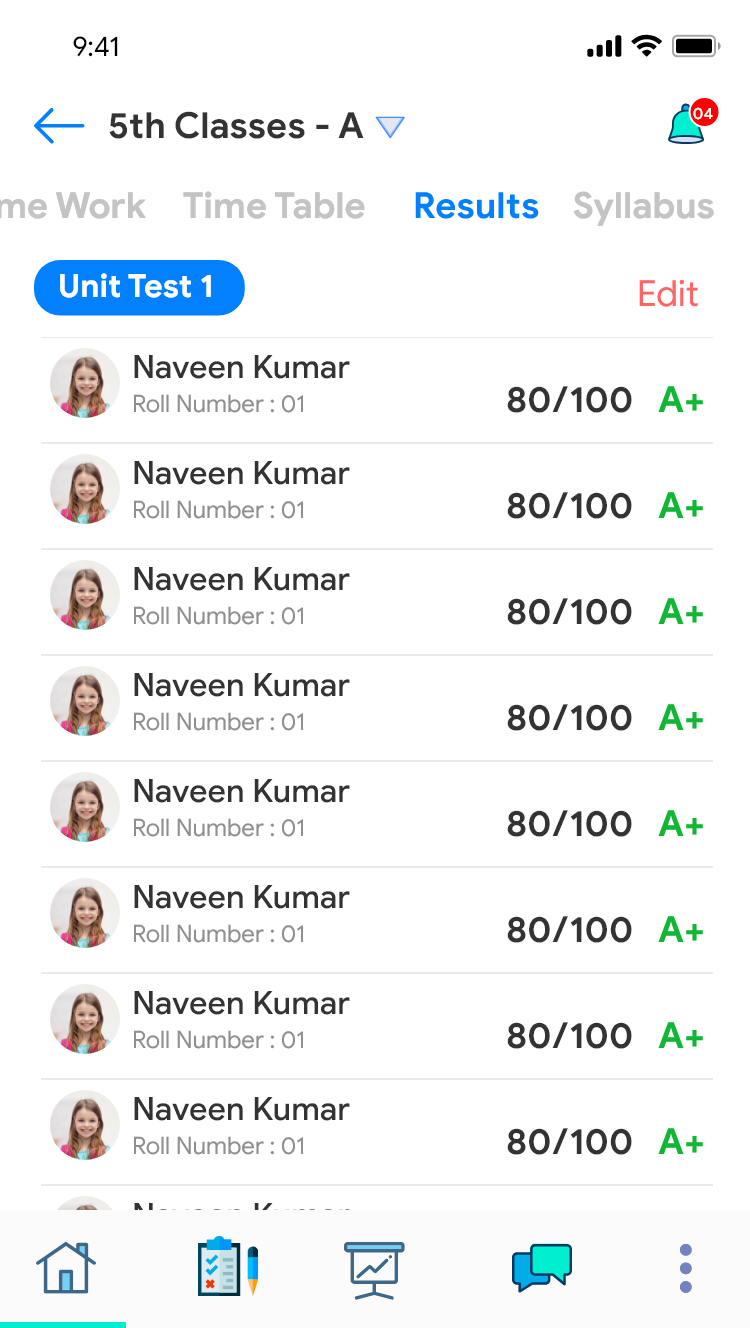 9:41
5th Classes - A
04
me Work Time Table Results Syllabus
Unit Test 1
Edit
Naveen Kumar
Roll Number : 01
80/100 A+
Naveen Kumar
Roll Number : 01
80/100 A+
Naveen Kumar
Roll Number : 01
80/100 A+
Naveen Kumar
Roll Number : 01
80/100 A+
Naveen Kumar
Roll Number : 01
80/100 A+
Naveen Kumar
Roll Number : 01
80/100 A+
Naveen Kumar
Roll Number : 01
80/100 A+
Naveen Kumar
Roll Number : 01
80/100 A+